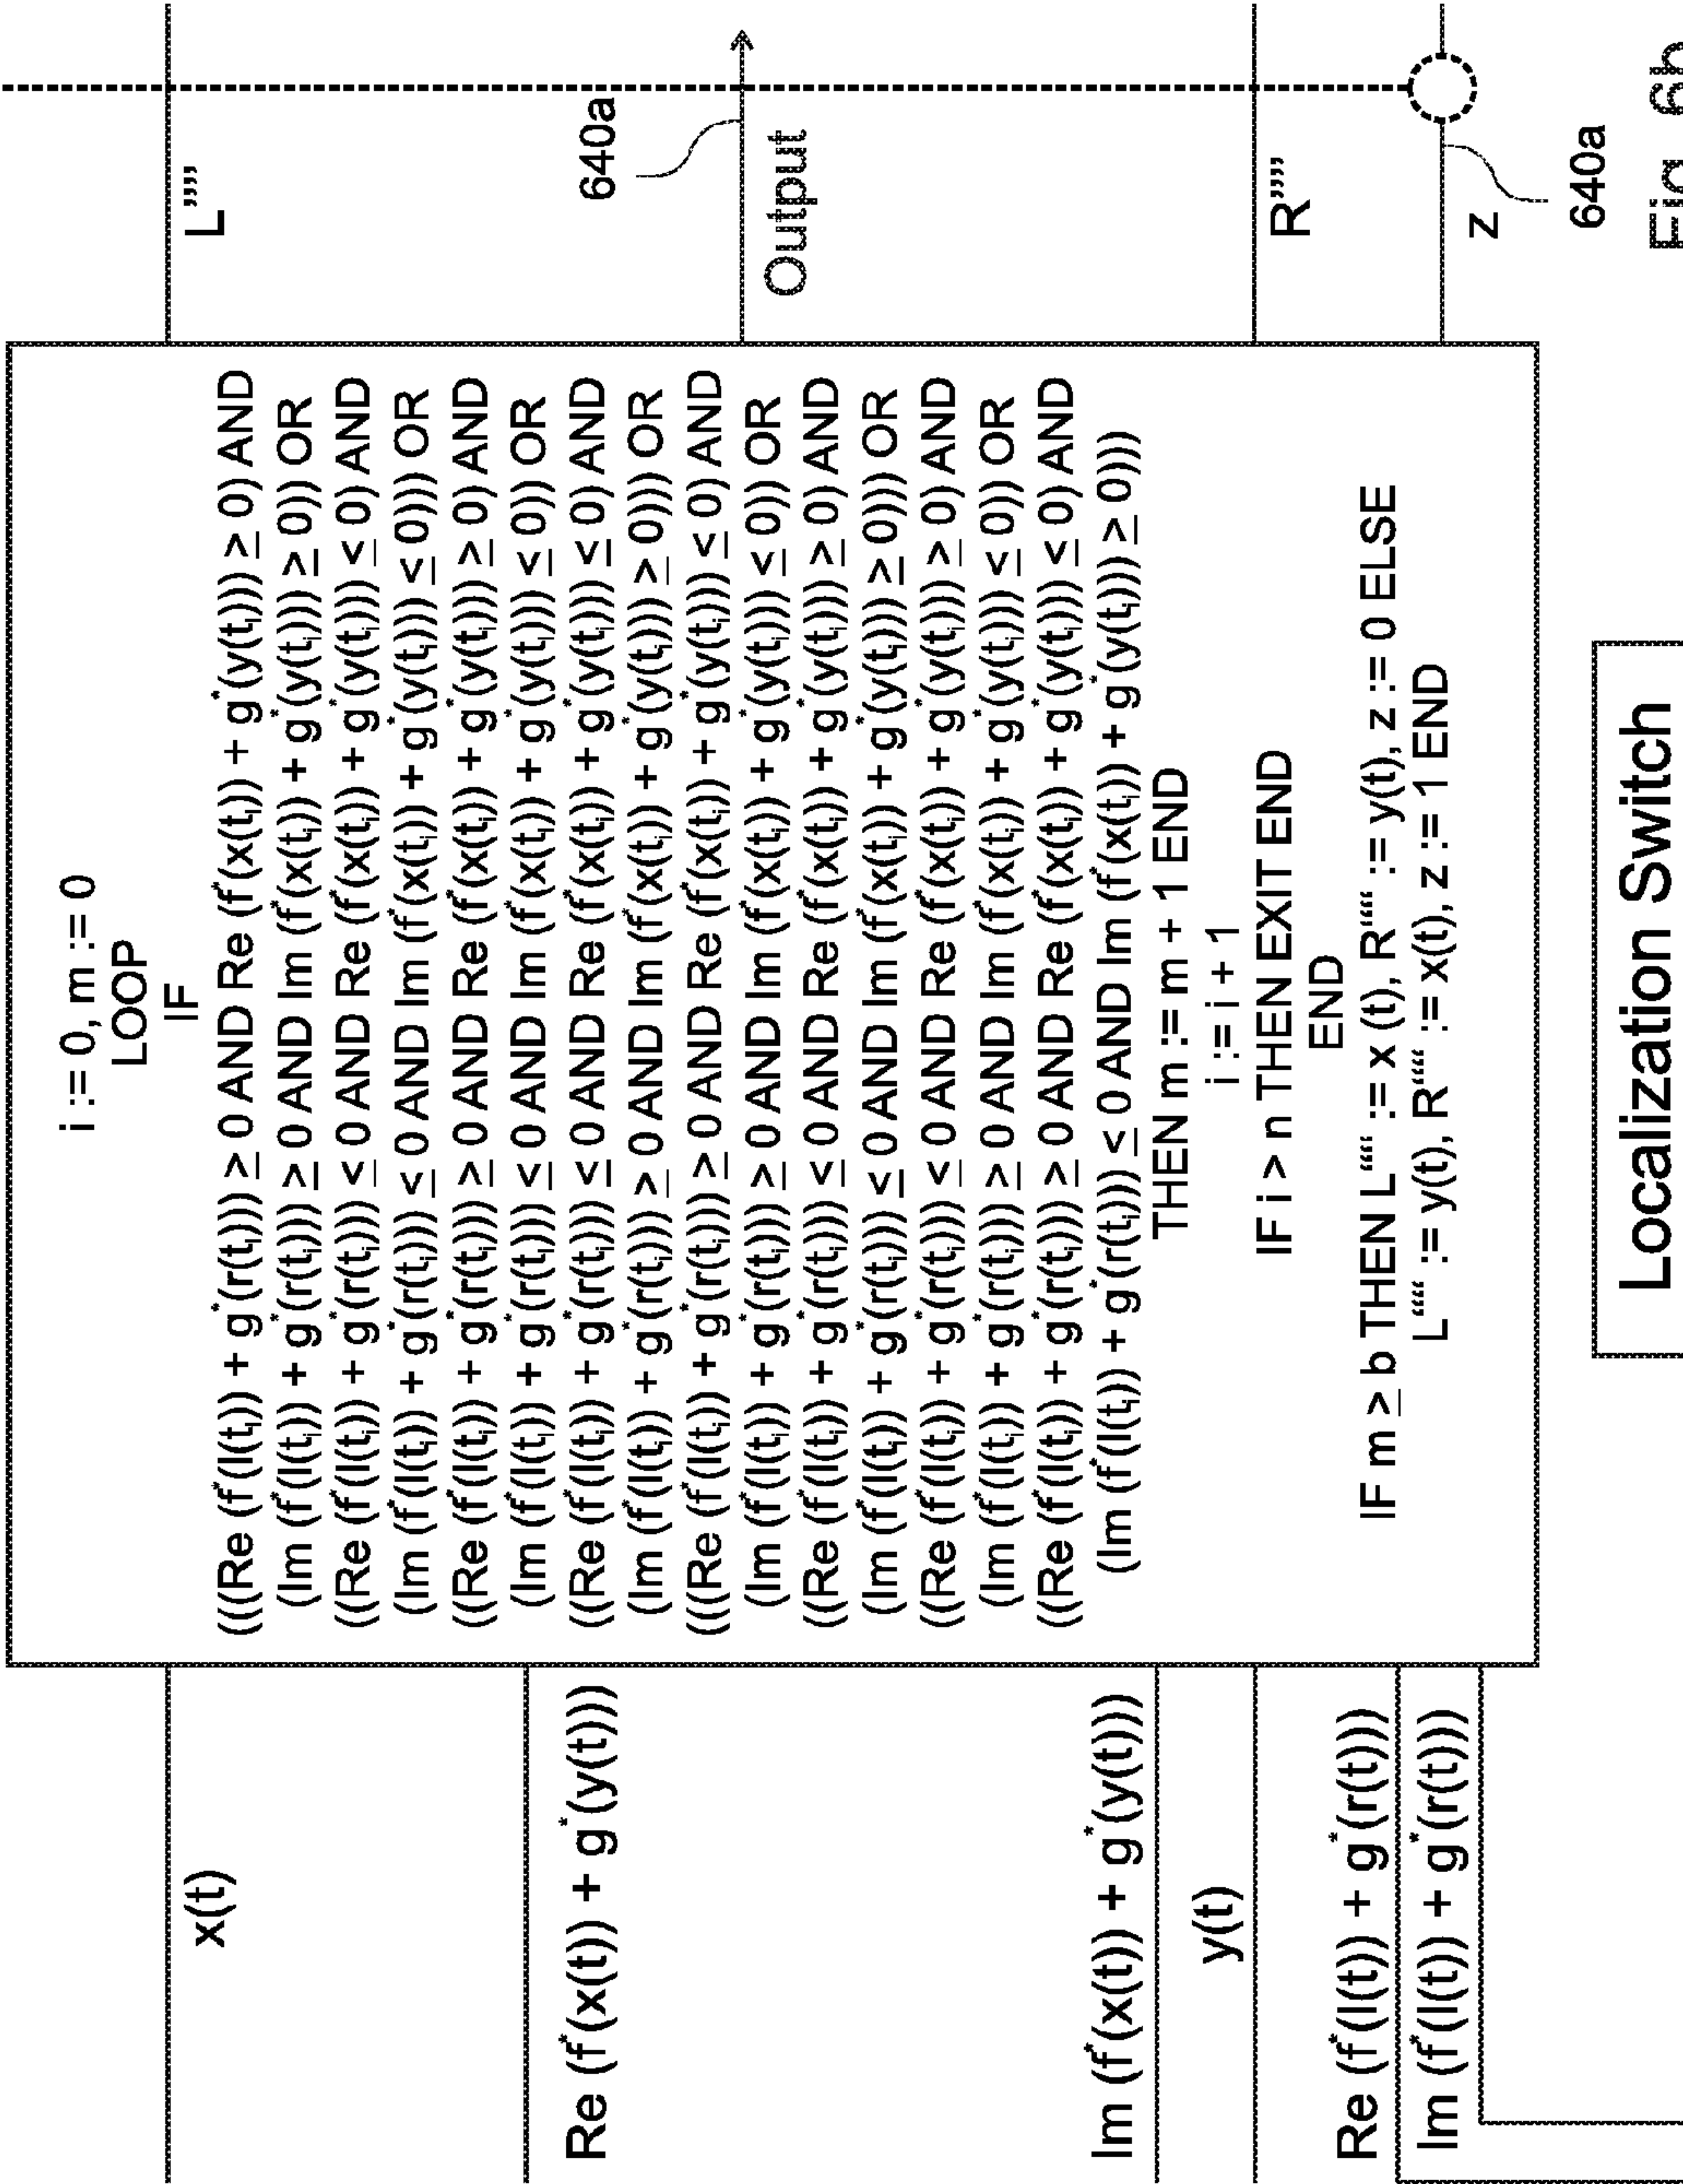 x(t)
Re (f*(x(t)) + g*(y(t)))
Im (f*(x(t)) + g*(y(t)))
y(t)
Re (f*(l(t)) + g*(r(t)))
Im (f*(l(t)) + g*(r(t)))
i := 0, m := 0
LOOP
IF
(((Re (f*(l(tᵢ)) + g*(r(tᵢ))) ≥ 0 AND Re (f*(x(tᵢ)) + g*(y(tᵢ))) ≥ 0) AND
(Im (f*(l(tᵢ)) + g*(r(tᵢ))) ≥ 0 AND Im (f*(x(tᵢ)) + g*(y(tᵢ))) ≥ 0)) OR
((Re (f*(l(tᵢ)) + g*(r(tᵢ))) ≤ 0 AND Re (f*(x(tᵢ)) + g*(y(tᵢ))) ≤ 0) AND
(Im (f*(l(tᵢ)) + g*(r(tᵢ))) ≤ 0 AND Im (f*(x(tᵢ)) + g*(y(tᵢ))) ≤ 0))) OR
((Re (f*(l(tᵢ)) + g*(r(tᵢ))) ≥ 0 AND Re (f*(x(tᵢ)) + g*(y(tᵢ))) ≥ 0) AND
(Im (f*(l(tᵢ)) + g*(r(tᵢ))) ≤ 0 AND Im (f*(x(tᵢ)) + g*(y(tᵢ))) ≤ 0)) OR
((Re (f*(l(tᵢ)) + g*(r(tᵢ))) ≤ 0 AND Re (f*(x(tᵢ)) + g*(y(tᵢ))) ≤ 0) AND
(Im (f*(l(tᵢ)) + g*(r(tᵢ))) ≥ 0 AND Im (f*(x(tᵢ)) + g*(y(tᵢ))) ≥ 0))) OR
(((Re (f*(l(tᵢ)) + g*(r(tᵢ))) ≥ 0 AND Re (f*(x(tᵢ)) + g*(y(tᵢ))) ≤ 0) AND
(Im (f*(l(tᵢ)) + g*(r(tᵢ))) ≥ 0 AND Im (f*(x(tᵢ)) + g*(y(tᵢ))) ≤ 0)) OR
((Re (f*(l(tᵢ)) + g*(r(tᵢ))) ≤ 0 AND Re (f*(x(tᵢ)) + g*(y(tᵢ))) ≥ 0) AND
(Im (f*(l(tᵢ)) + g*(r(tᵢ))) ≤ 0 AND Im (f*(x(tᵢ)) + g*(y(tᵢ))) ≥ 0))) OR
((Re (f*(l(tᵢ)) + g*(r(tᵢ))) ≤ 0 AND Re (f*(x(tᵢ)) + g*(y(tᵢ))) ≥ 0) AND
(Im (f*(l(tᵢ)) + g*(r(tᵢ))) ≥ 0 AND Im (f*(x(tᵢ)) + g*(y(tᵢ))) ≤ 0)) OR
((Re (f*(l(tᵢ)) + g*(r(tᵢ))) ≥ 0 AND Re (f*(x(tᵢ)) + g*(y(tᵢ))) ≤ 0) AND
(Im (f*(l(tᵢ)) + g*(r(tᵢ))) ≤ 0 AND Im (f*(x(tᵢ)) + g*(y(tᵢ))) ≥ 0)))
THEN m := m + 1 END
i := i + 1
IF i > n THEN EXIT END
END
IF m ≥ b THEN L““ := x (t), R““ := y(t), z := 0 ELSE
L““ := y(t), R““ := x(t), z := 1 END
Localization Switch
L””
640a
Output
R””
z
640a
Fig. 6b